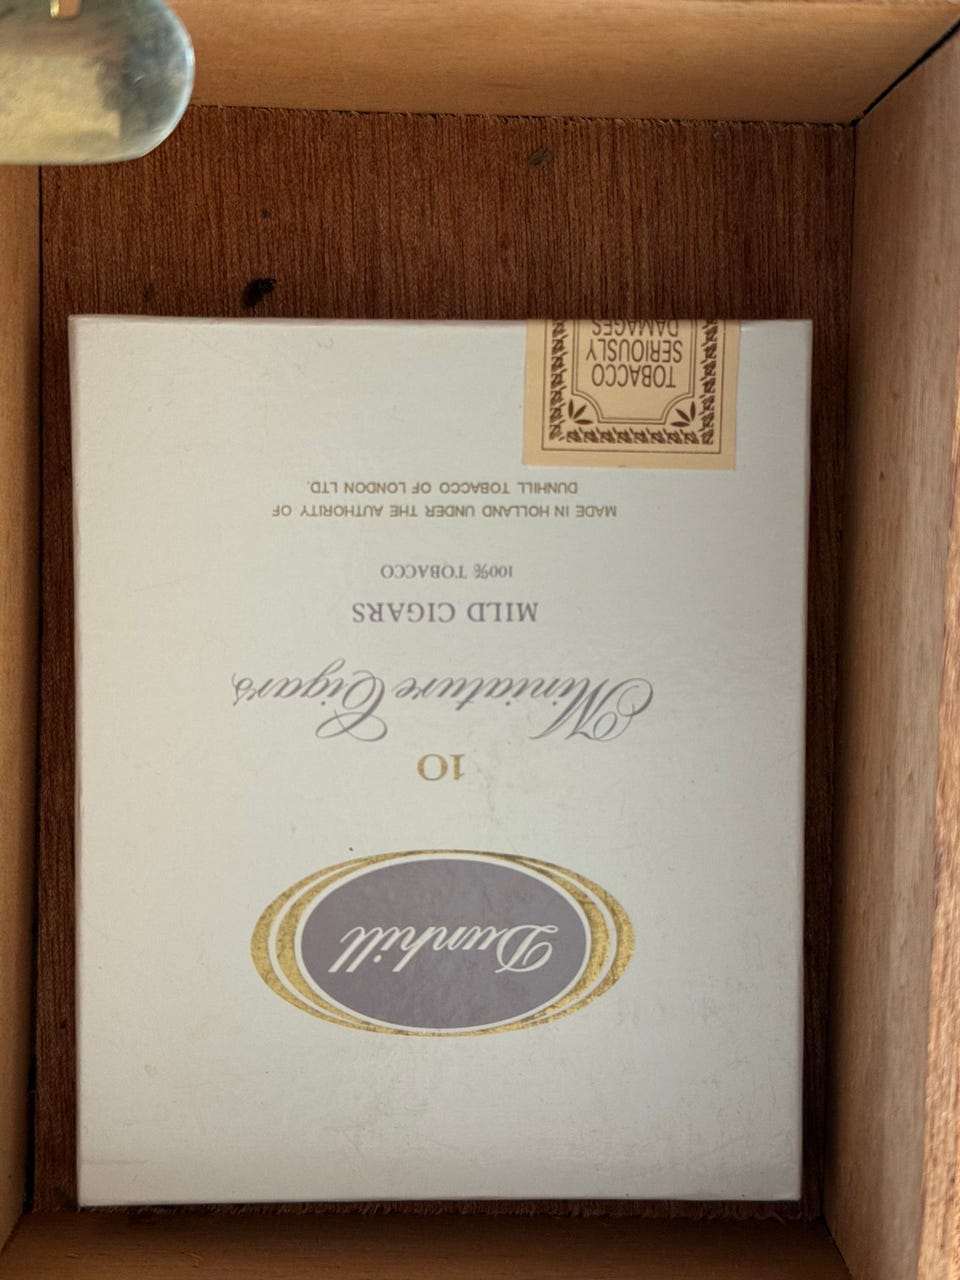 Dunhill
10
Miniature Cigars
MILD CIGARS
100% TOBACCO
MADE IN HOLLAND UNDER THE AUTHORITY OF
DUNHILL TOBACCO OF LONDON LTD.
TOBACCO
SERIOUSLY
DAMAGES